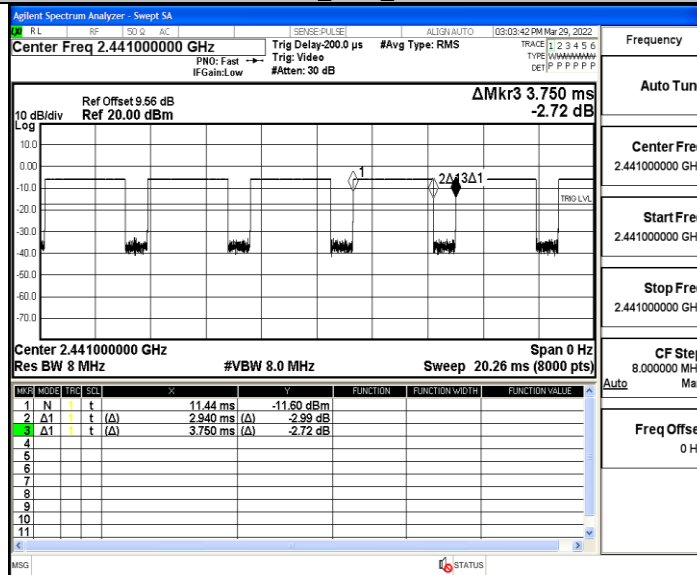 Agilent Spectrum Analyzer - Swept SA
RL RF 50 Ω AC SENSE:PULSE ALIGN AUTO 03:03:42 PM Mar 29, 2022
Center Freq 2.441000000 GHz
PNO: Fast
IFGain:Low
Trig Delay-200.0 µs
Trig: Video
#Atten: 30 dB
#Avg Type: RMS
TRACE 1 2 3 4 5 6
TYPE
DET P P P P P P
Ref Offset 9.56 dB
Ref 20.00 dBm
10 dB/div
Log
ΔMkr3 3.750 ms
-2.72 dB
10.0
0.00
-10.0
-20.0
-30.0
-40.0
-50.0
-60.0
-70.0
1
2Δ1
3Δ1
TRIG LVL
Center 2.441000000 GHz Span 0 Hz
Res BW 8 MHz #VBW 8.0 MHz Sweep 20.26 ms (8000 pts)
MKR MODE TRC SCL X Y FUNCTION FUNCTION WIDTH FUNCTION VALUE
1 N 1 t 11.44 ms -11.60 dBm
2 Δ1 1 t (Δ) 2.940 ms (Δ) -2.99 dB
3 Δ1 1 t (Δ) 3.750 ms (Δ) -2.72 dB
4
5
6
7
8
9
10
11
MSG STATUS
Frequency
Auto Tun
Center Fre
2.441000000 GH
Start Fre
2.441000000 GH
Stop Fre
2.441000000 GH
CF Ste
8.000000 MH
Auto Ma
Freq Offse
0 H